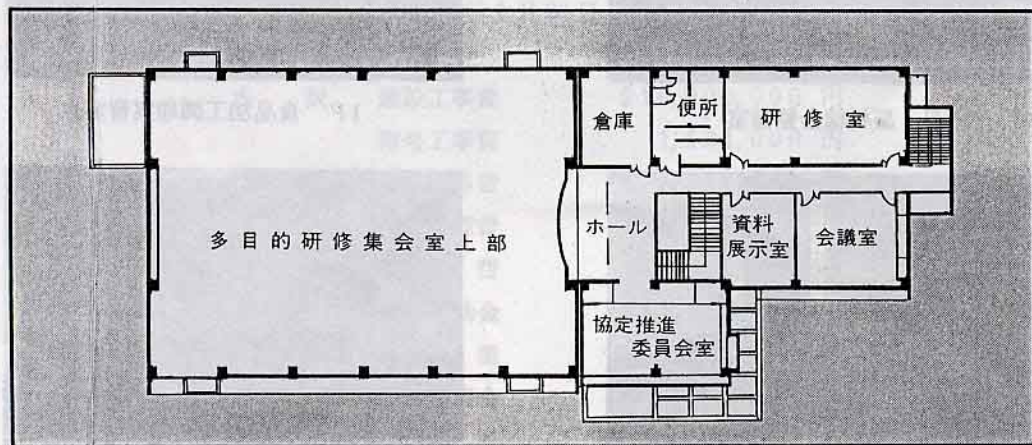 倉庫
便所
研修室
多目的研修集会室上部
ホール
資料
展示室
会議室
協定推進
委員会室